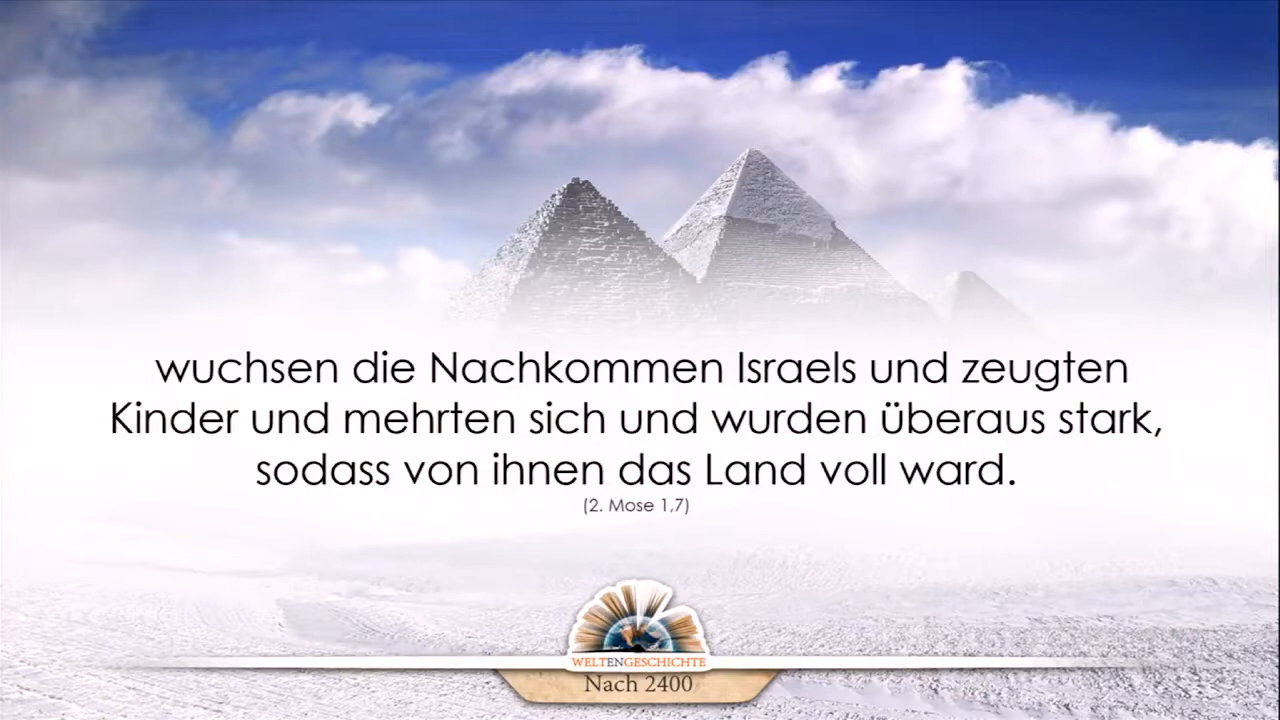 wuchsen die Nachkommen Israels und zeugten
Kinder und mehrten sich und wurden überaus stark,
sodass von ihnen das Land voll ward.
(2. Mose 1,7)
WELTENGESCHICHTE
Nach 2400